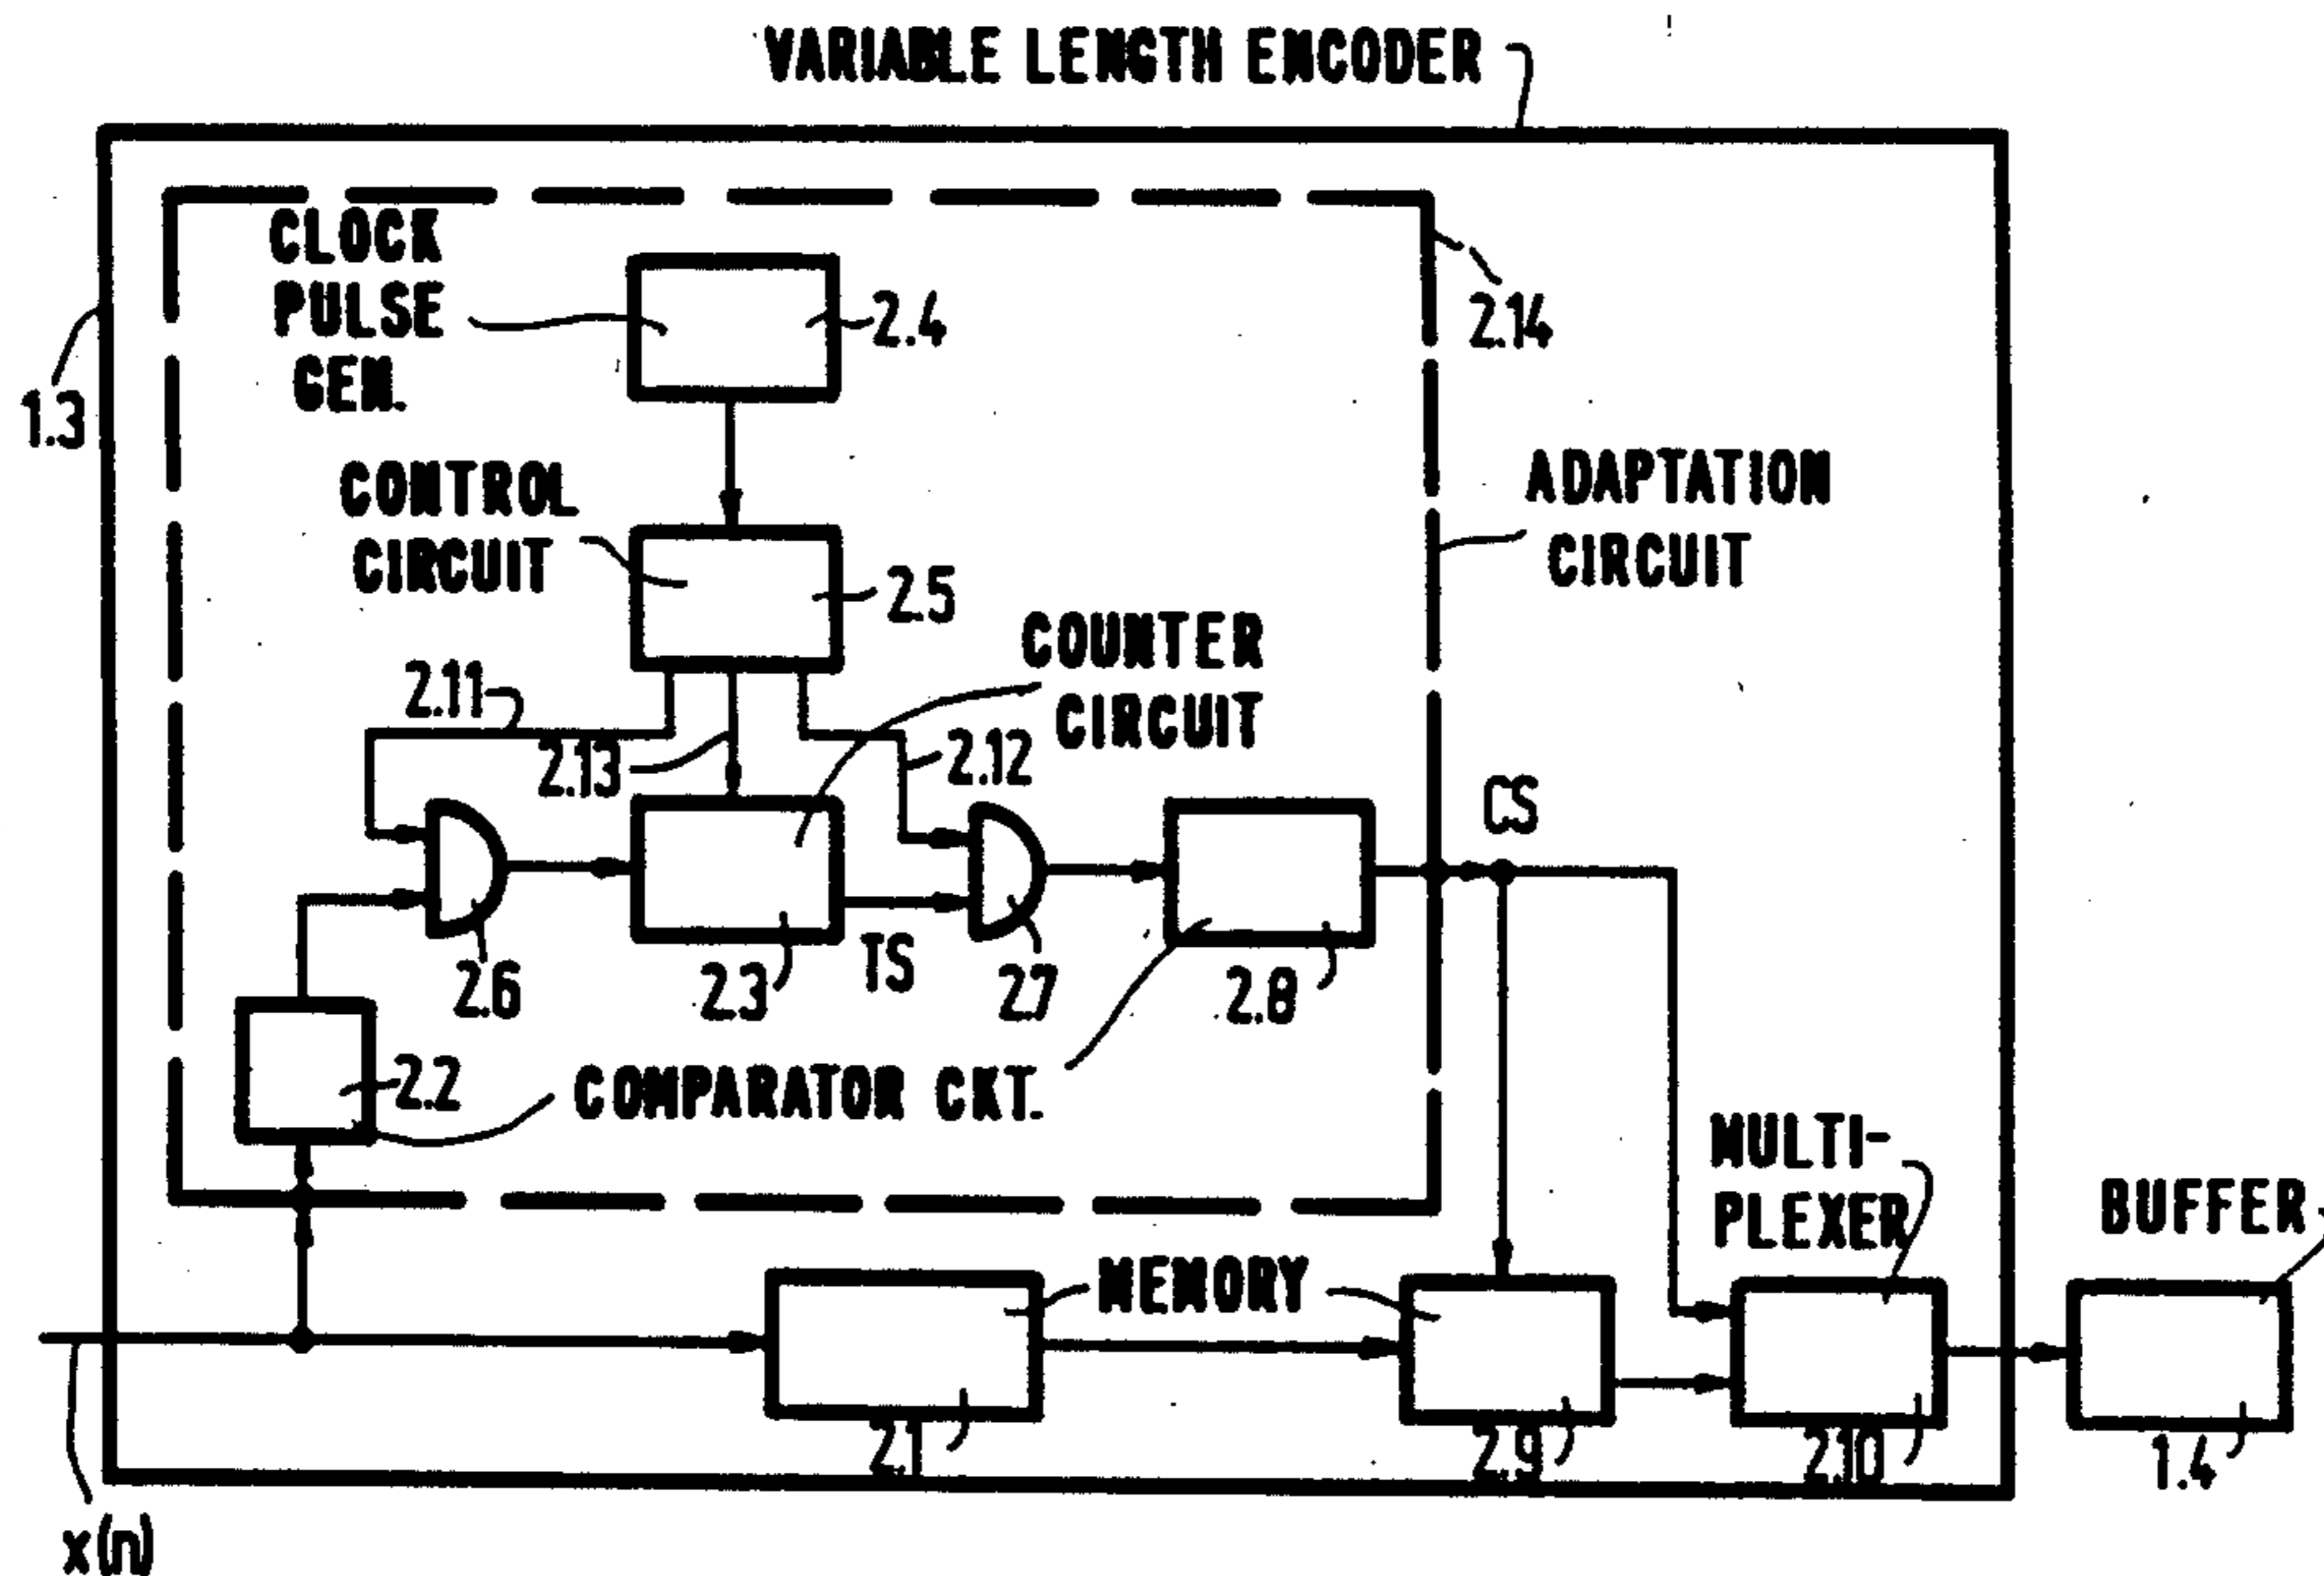 VARIABLE LENGTH ENCODER
CLOCK
PULSE
GEN.
2.4
2.14
1.3
CONTROL
CIRCUIT
2.5
ADAPTATION
CIRCUIT
COUNTER
CIRCUIT
2.11
2.13
2.12
CS
2.6
2.3
TS
2.7
2.8
2.2
COMPARATOR CKT.
MULTI-
PLEXER
BUFFER
MEMORY
2.1
2.9
2.10
1.4
x(n)